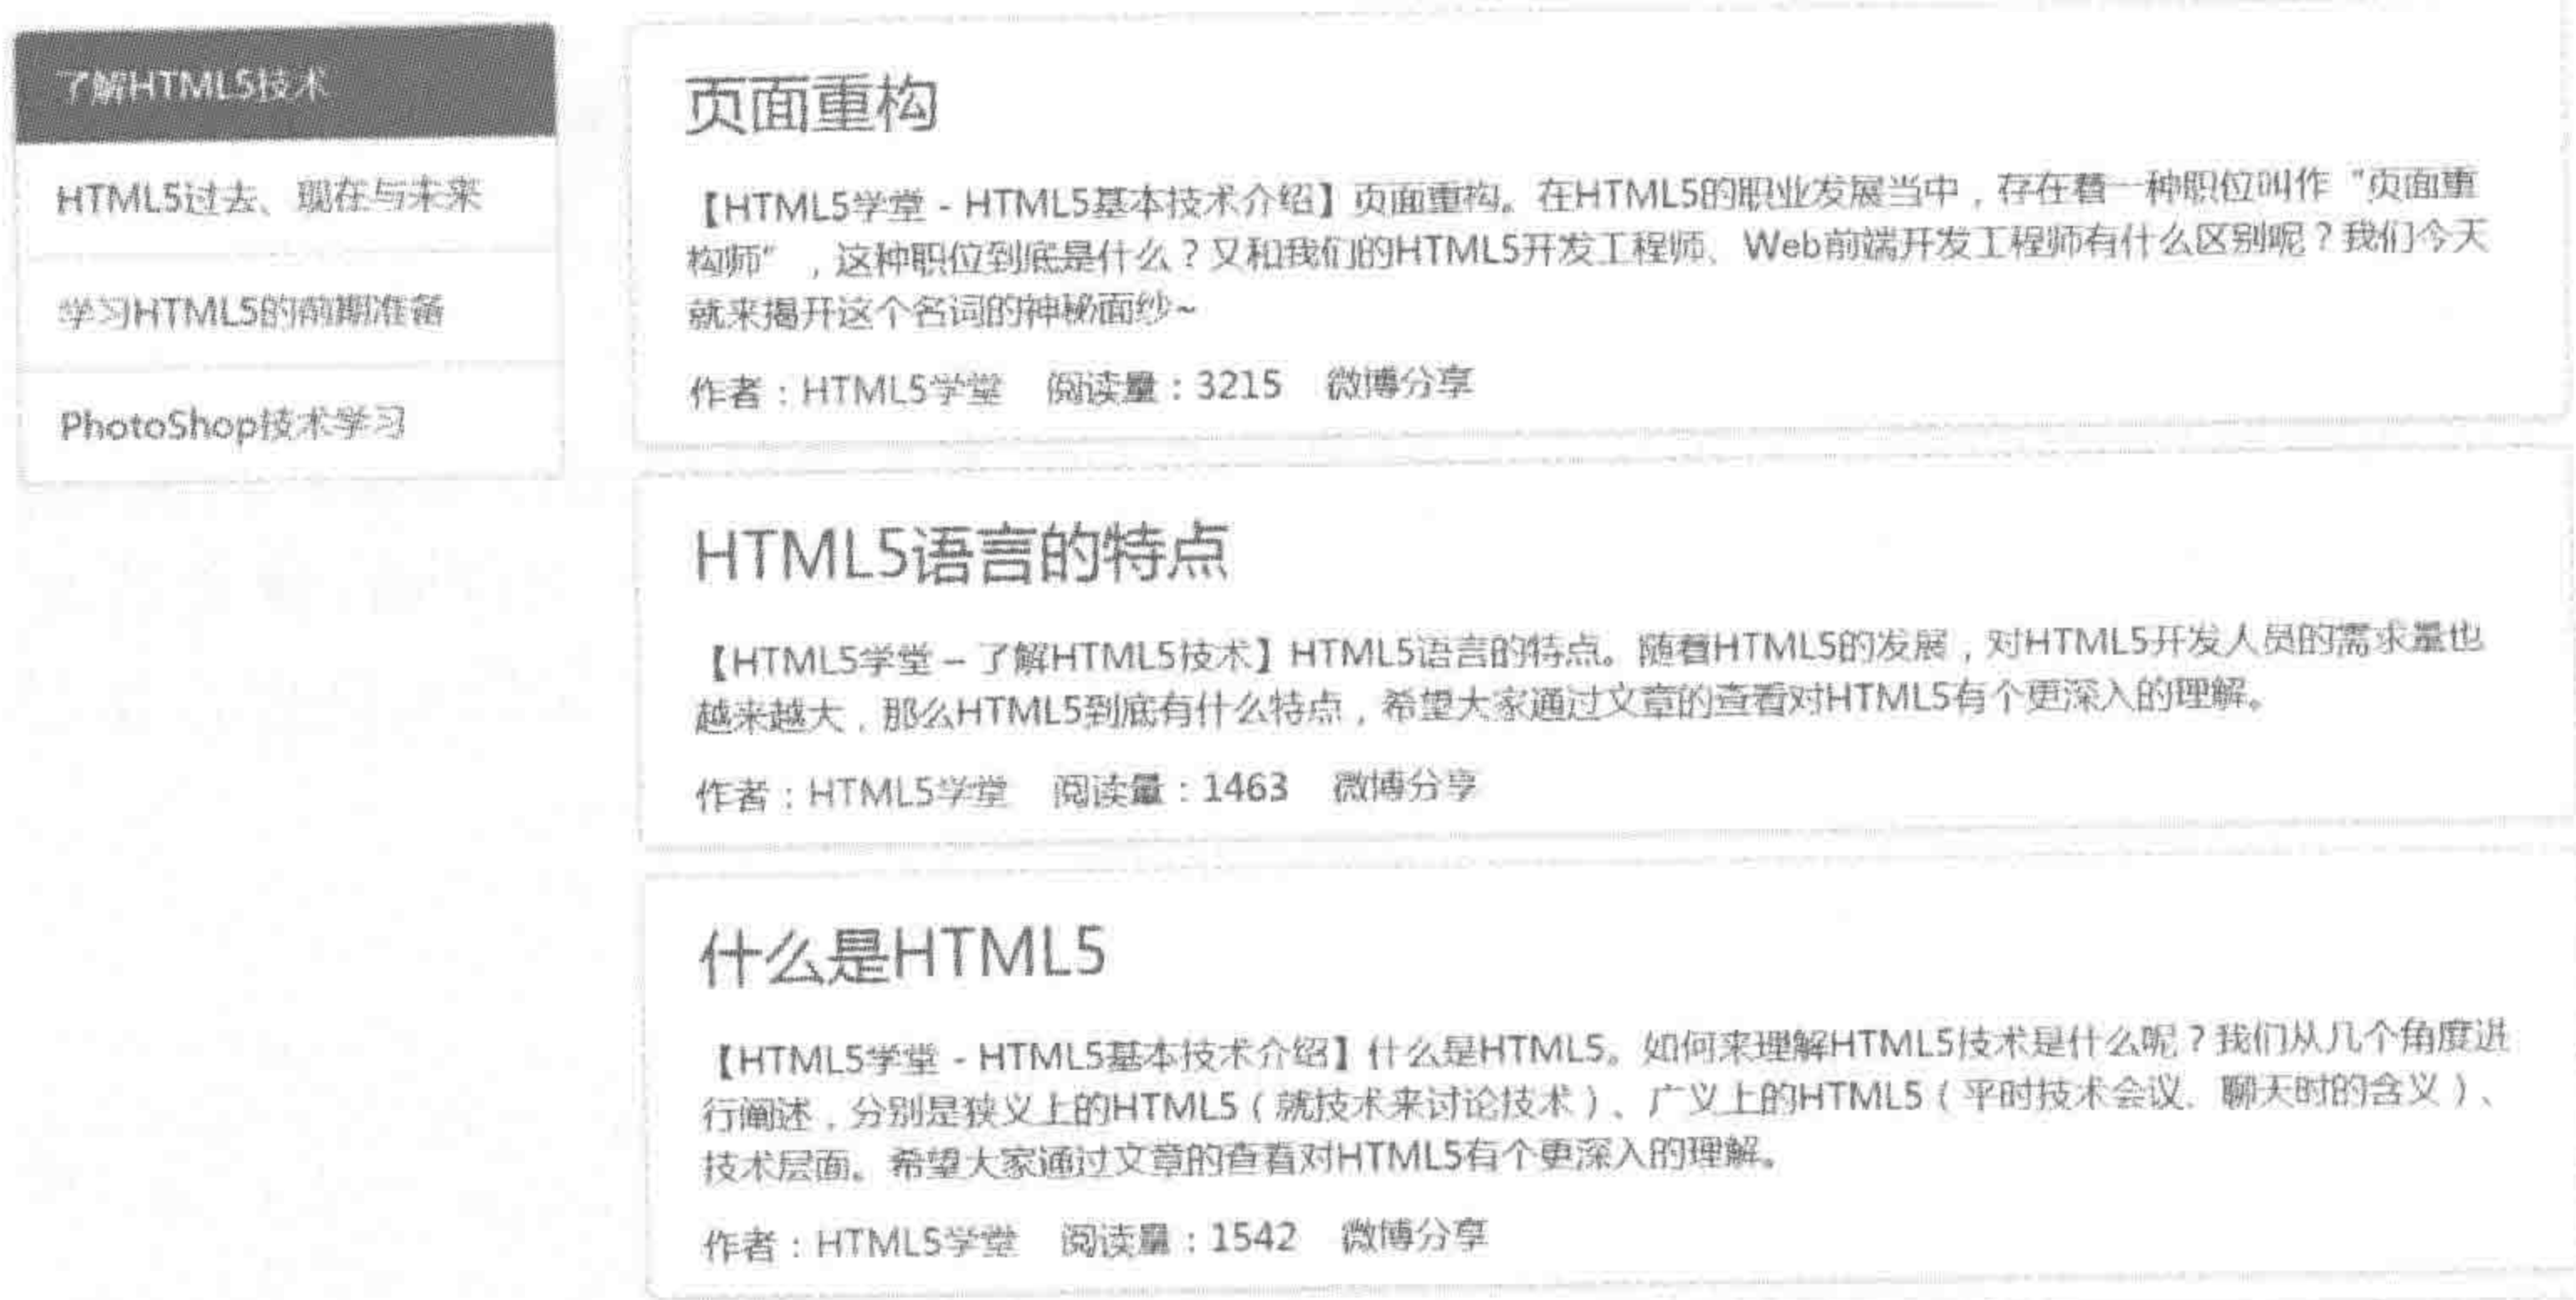 了解HTML5技术
HTML5过去、现在与未来
学习HTML5的前期准备
PhotoShop技术学习
页面重构
【HTML5学堂 - HTML5基本技术介绍】页面重构。在HTML5的职业发展当中，存在着一种职位叫作“页面重
构师”，这种职位到底是什么？又和我们的HTML5开发工程师、Web前端开发工程师有什么区别呢？我们今天
就来揭开这个名词的神秘面纱~
作者：HTML5学堂 阅读量：3215 微博分享
HTML5语言的特点
【HTML5学堂 – 了解HTML5技术】HTML5语言的特点。随着HTML5的发展，对HTML5开发人员的需求量也
越来越大，那么HTML5到底有什么特点，希望大家通过文章的查看对HTML5有个更深入的理解。
作者：HTML5学堂 阅读量：1463 微博分享
什么是HTML5
【HTML5学堂 - HTML5基本技术介绍】什么是HTML5。如何来理解HTML5技术是什么呢？我们从几个角度进
行阐述，分别是狭义上的HTML5（就技术来讨论技术）、广义上的HTML5（平时技术会议、聊天时的含义）、
技术层面。希望大家通过文章的查看对HTML5有个更深入的理解。
作者：HTML5学堂 阅读量：1542 微博分享